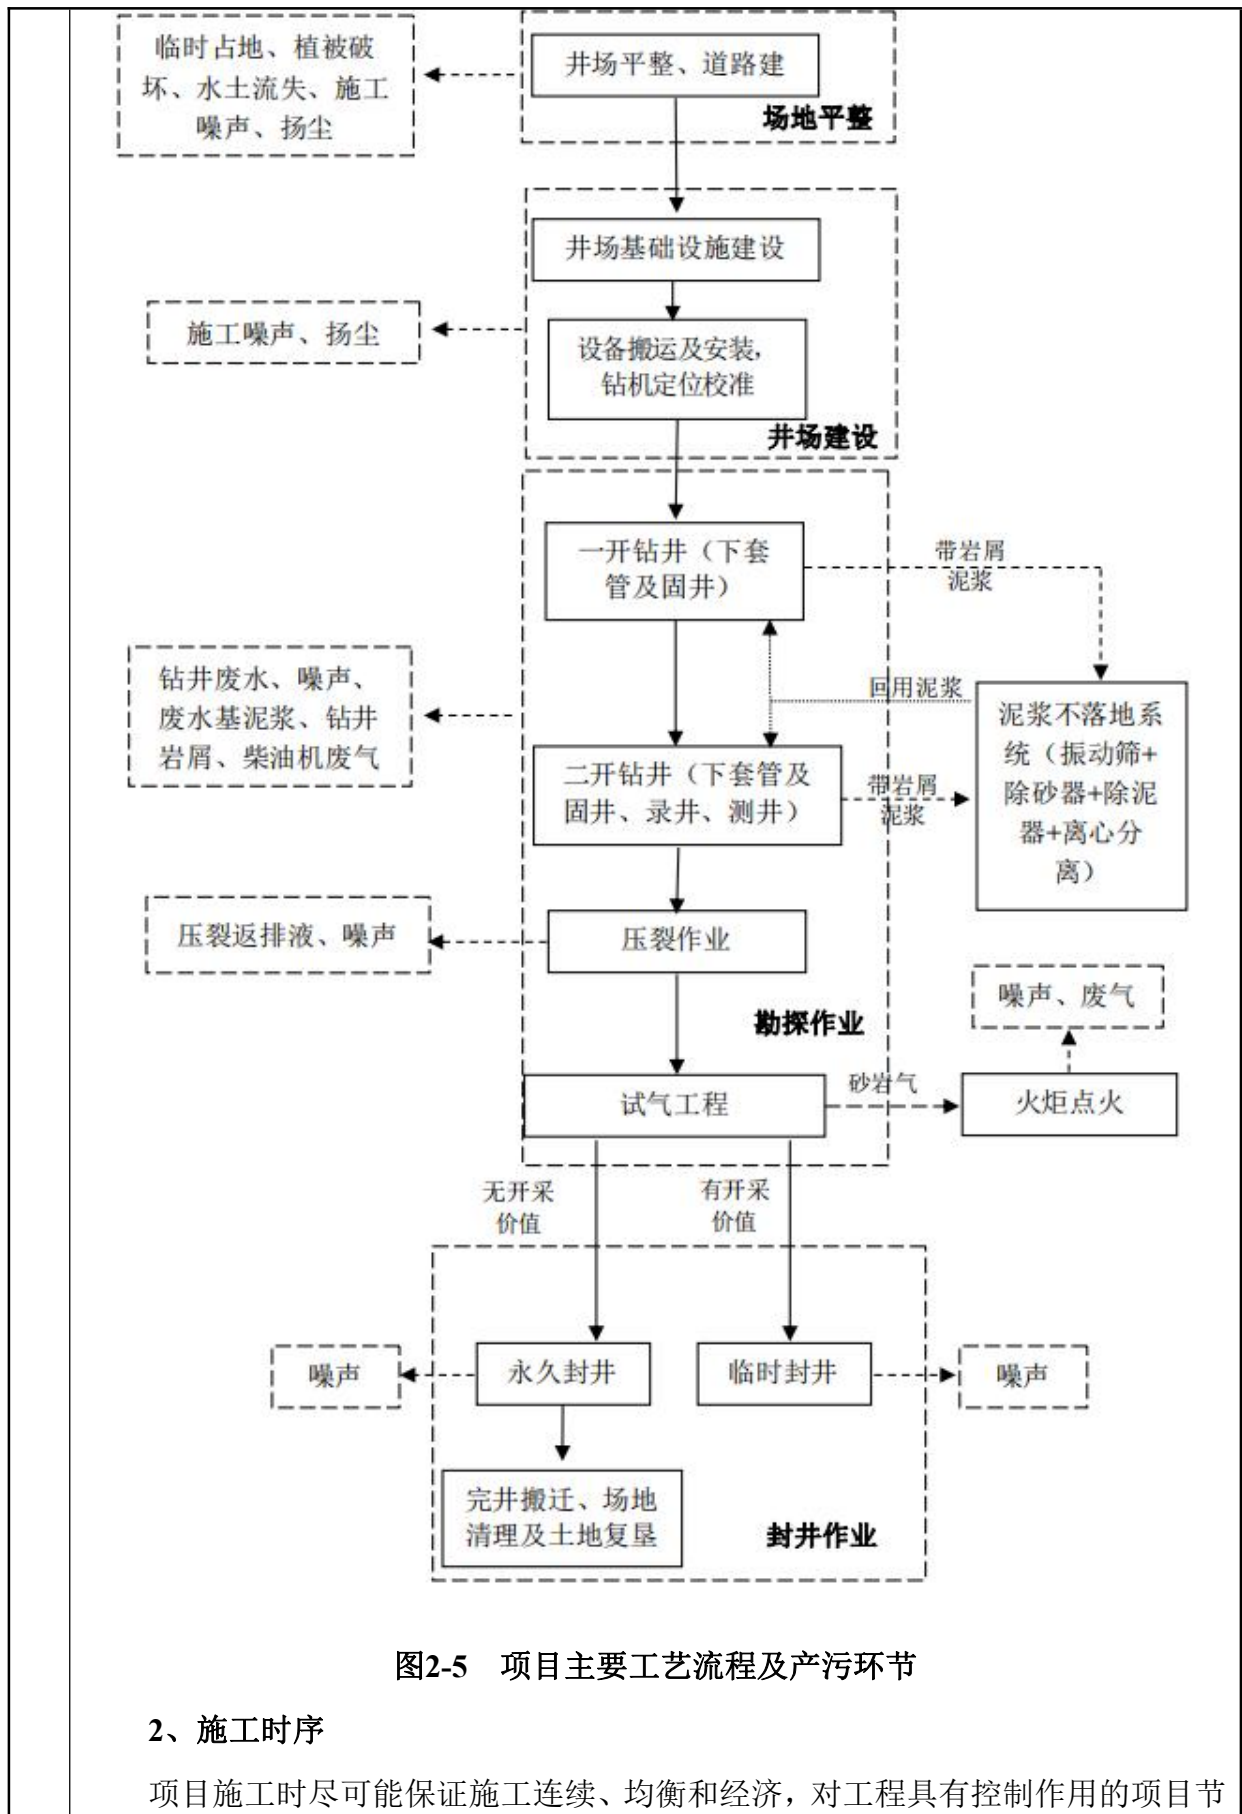 临时占地、植被破
坏、水土流失、施工
噪声、扬尘
井场平整、道路建
场地平整
井场基础设施建设
施工噪声、扬尘
设备搬运及安装，
钻机定位校准
井场建设
一开钻井（下套
管及固井）
带岩屑
泥浆
钻井废水、噪声、
废水基泥浆、钻井
岩屑、柴油机废气
回用泥浆
泥浆不落地系
统（振动筛+
除砂器+除泥
器+离心分
离）
二开钻井（下套管及
固井、录井、测井）
带岩屑
泥浆
压裂返排液、噪声
压裂作业
噪声、废气
勘探作业
试气工程
砂岩气
火炬点火
无开采
价值
有开采
价值
噪声
永久封井
临时封井
噪声
完井搬迁、场地
清理及土地复垦
封井作业
图2-5 项目主要工艺流程及产污环节
2、施工时序
项目施工时尽可能保证施工连续、均衡和经济，对工程具有控制作用的项目节